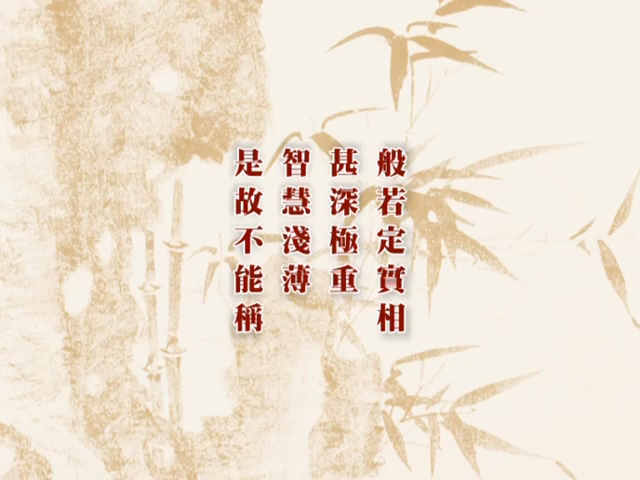 般若定實相
甚深極重
智慧淺薄
是故不能稱